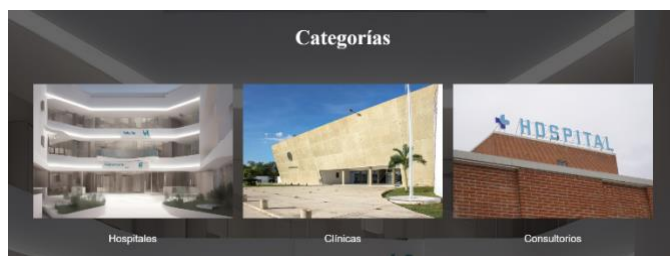 Categorías
HOSPITAL
Hospitales
Clínicas
Consultorios